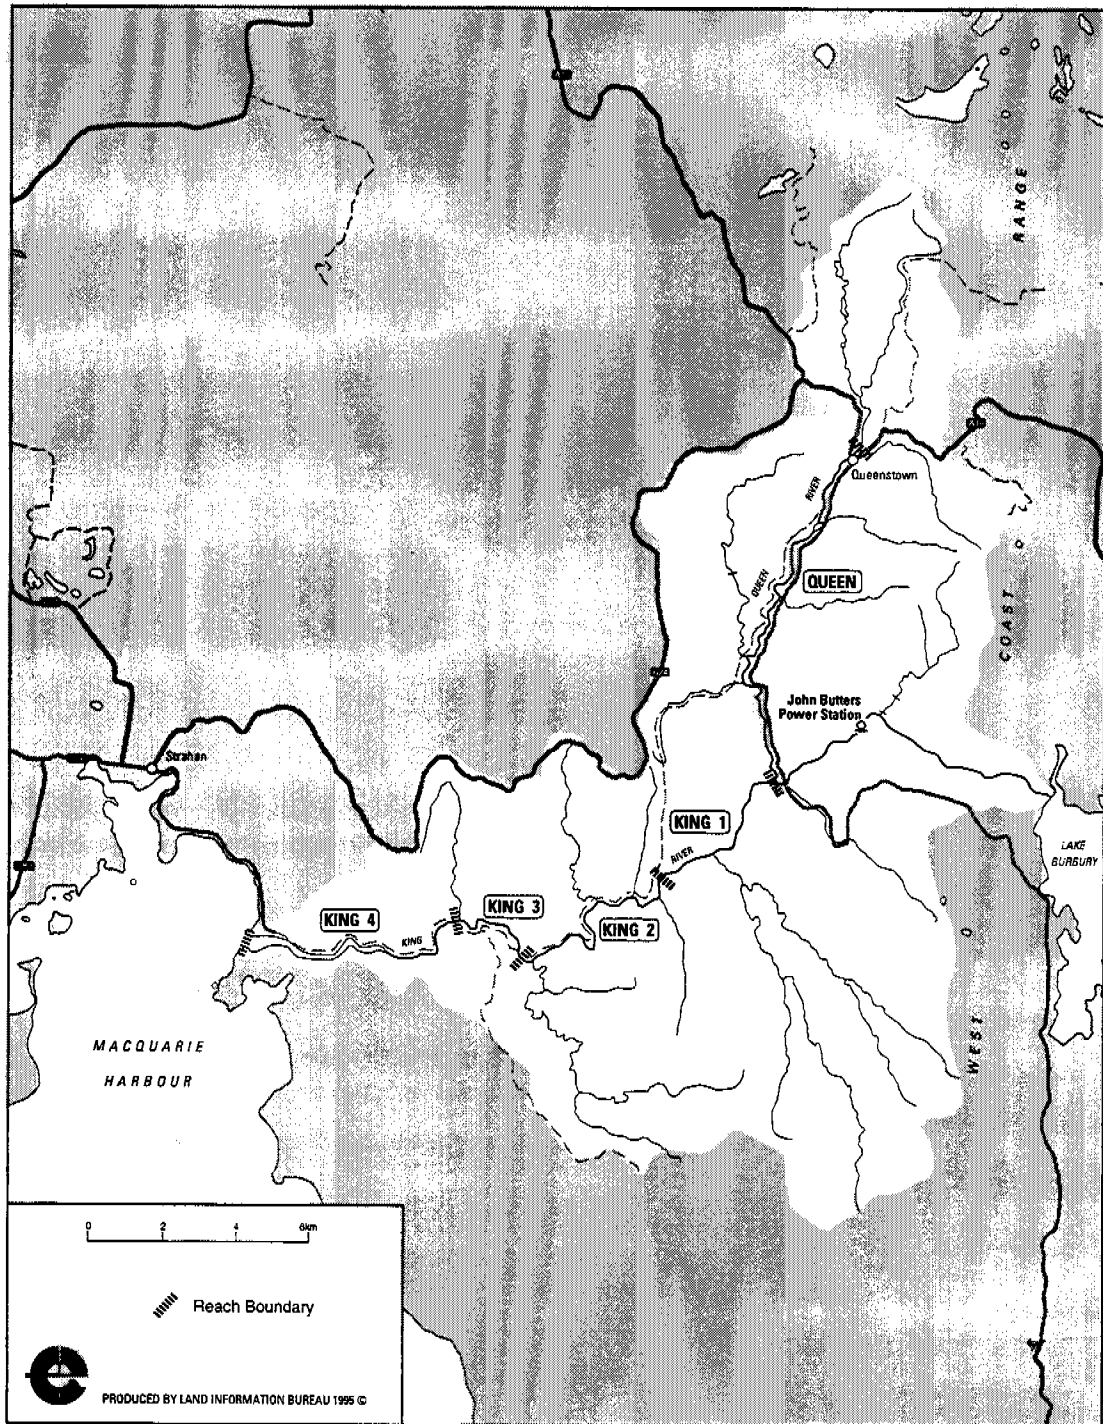 RANGE
Queenstown
RIVER
QUEEN
QUEEN
COAST
John Butters
Power Station
Strahan
KING 1
LAKE
BURBURY
RIVER
KING 4
KING
KING 3
KING 2
WEST
MACQUARIE
HARBOUR
0 2 4 6km
Reach Boundary
PRODUCED BY LAND INFORMATION BUREAU 1995 ©